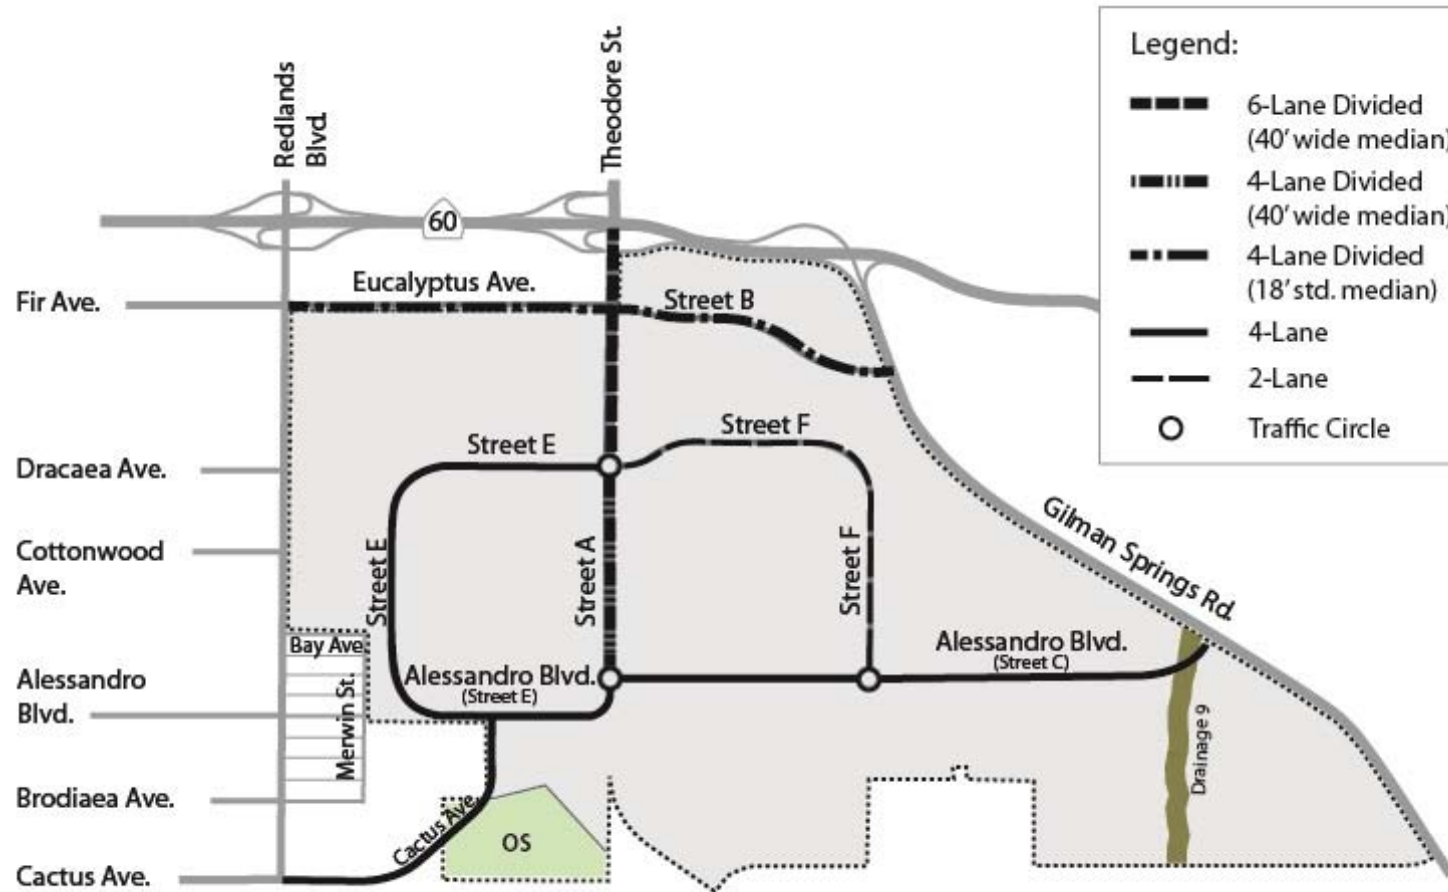 Redlands
Blvd.
Theodore St.
Legend:
6-Lane Divided
(40' wide median)
4-Lane Divided
(40' wide median)
4-Lane Divided
(18' std. median)
4-Lane
2-Lane
Traffic Circle
60
Eucalyptus Ave.
Street B
Fir Ave.
Street F
Street E
Dracaea Ave.
Gilman Springs Rd.
Cottonwood
Ave.
Street E
Street A
Street F
Bay Ave
Alessandro Blvd.
(Street C)
Alessandro Blvd.
(Street E)
Alessandro
Blvd.
Merwin St.
Drainage 9
Brodiaea Ave.
Cactus Ave.
OS
Cactus Ave.